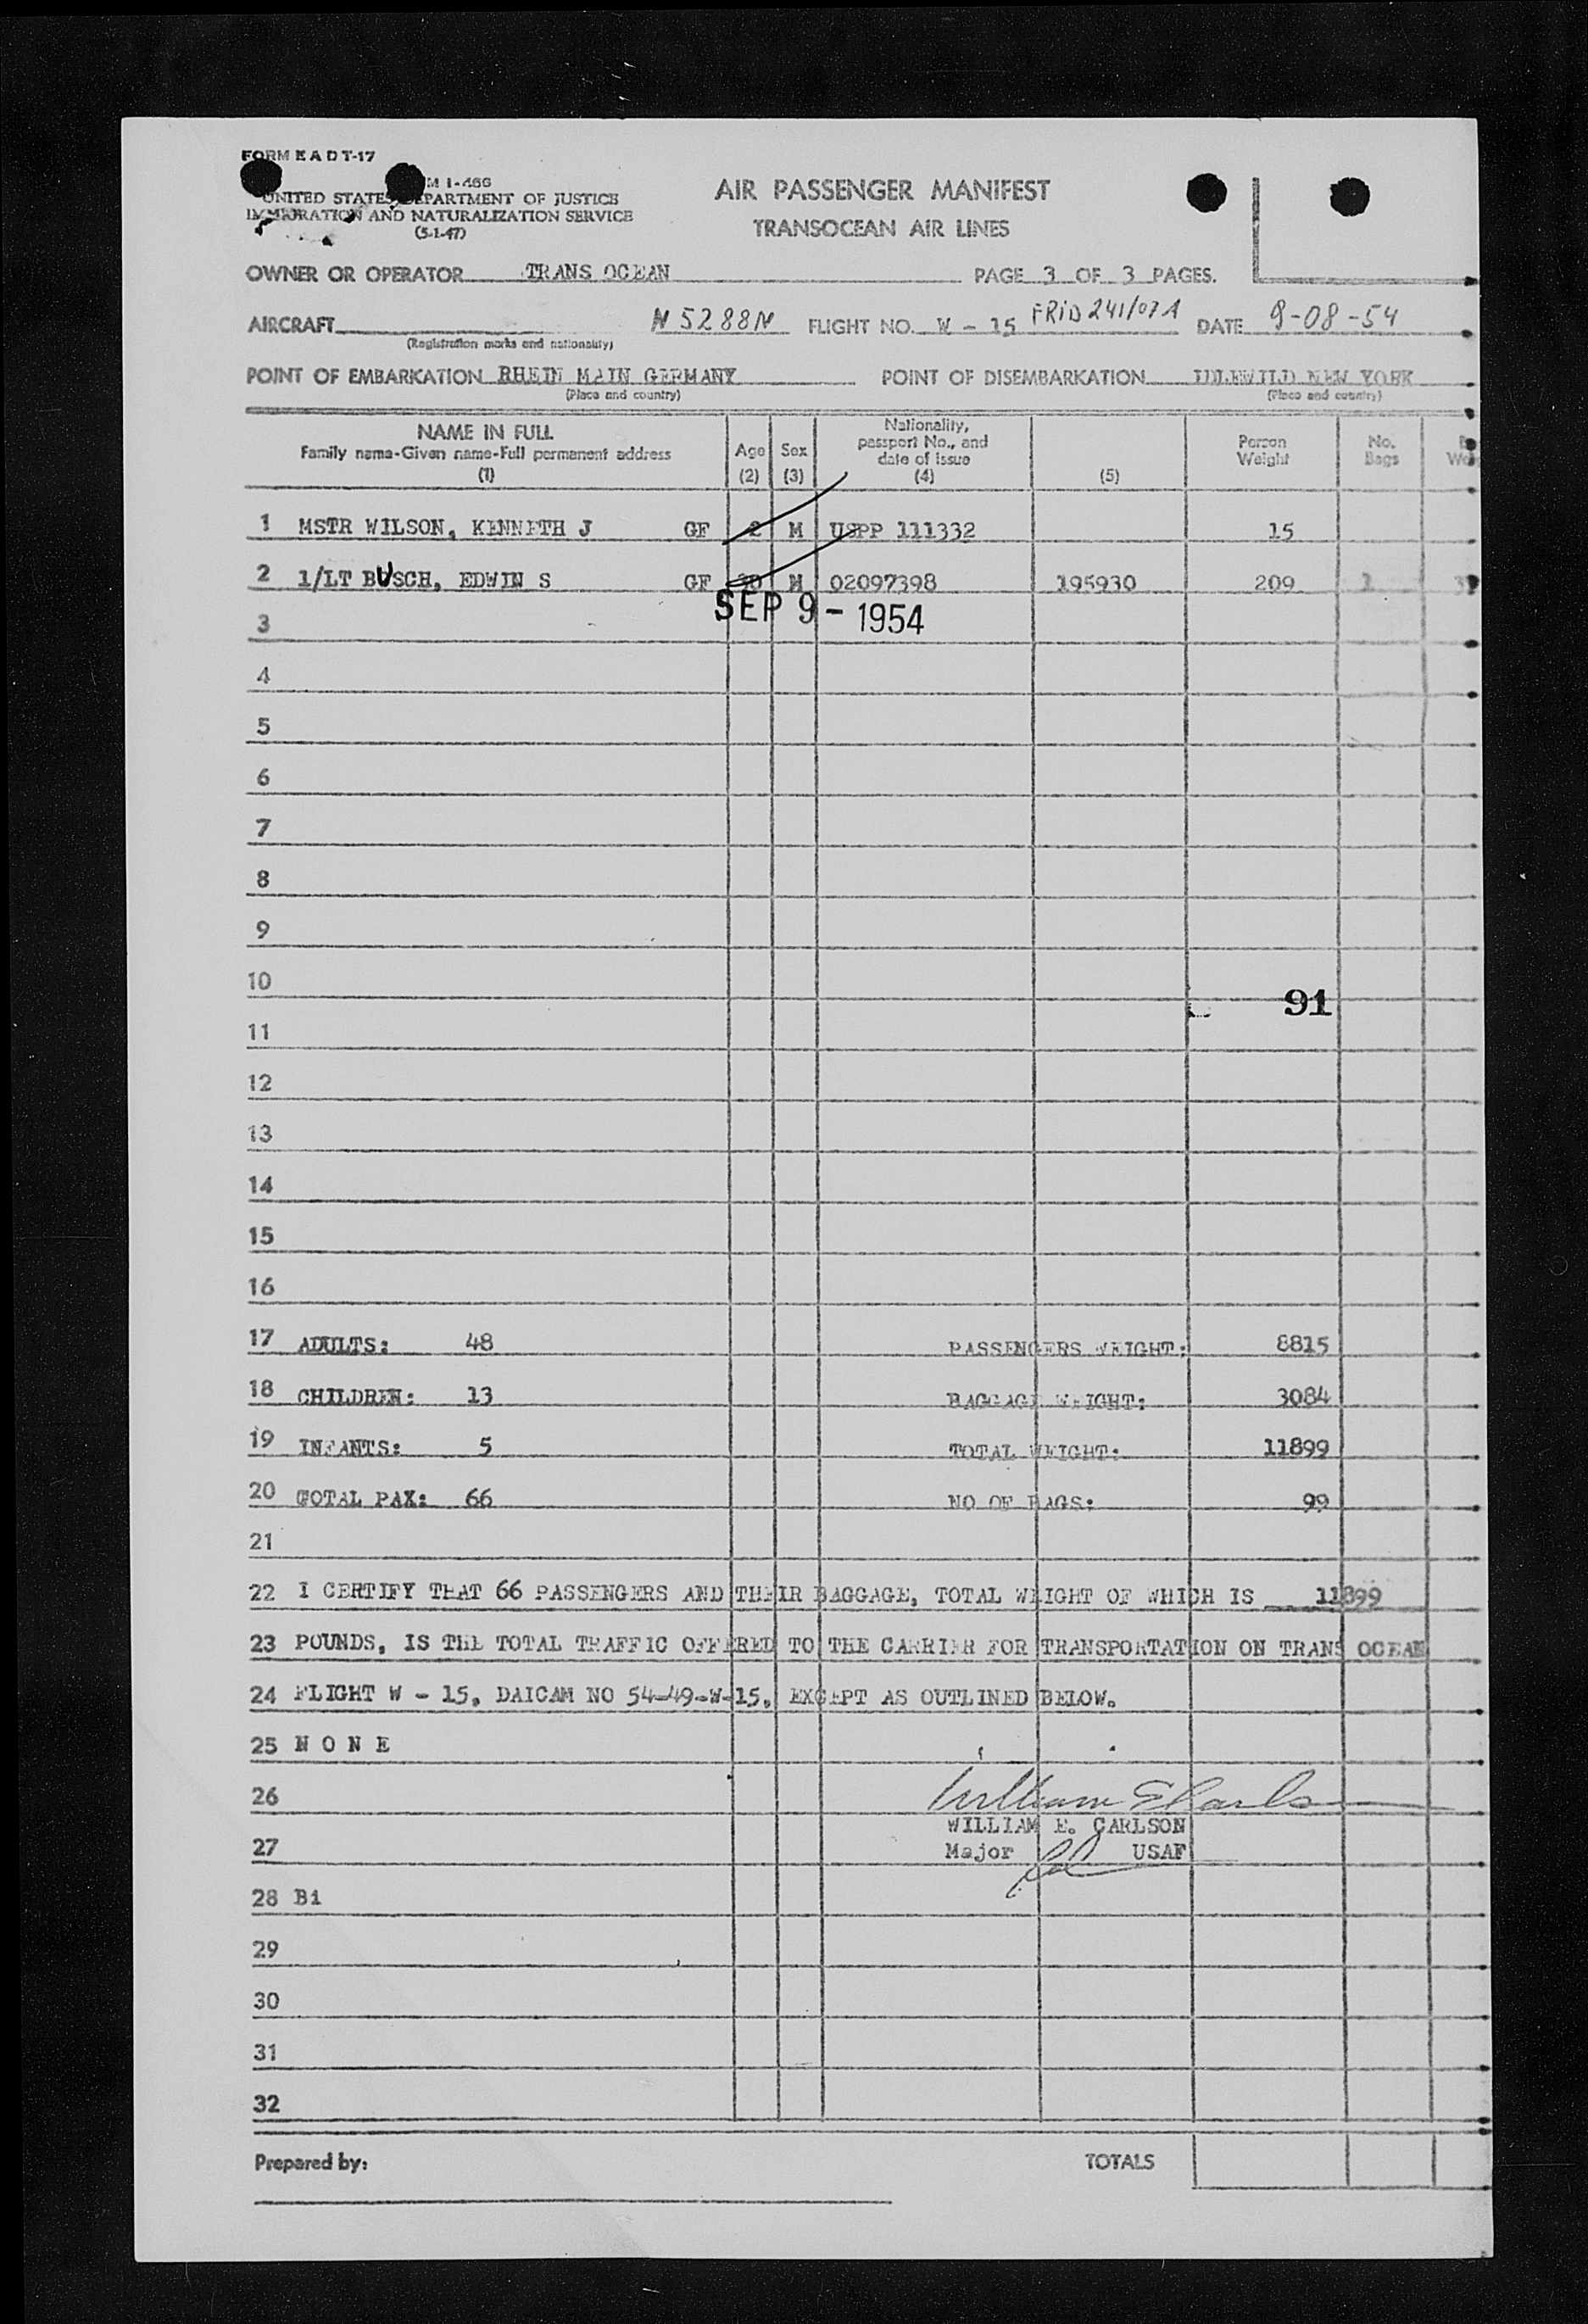 FORM E A D T-17
UNITED STATES DEPARTMENT OF JUSTICE
IMMIGRATION AND NATURALIZATION SERVICE
(5-1-47)
AIR PASSENGER MANIFEST
TRANSOCEAN AIR LINES
OWNER OR OPERATOR TRANS OCEAN PAGE 3 OF 3 PAGES.
AIRCRAFT N5288N FLIGHT NO. W - 15 FRID 241/07A DATE 9-08-54
(Registration marks and nationality)
POINT OF EMBARKATION RHEIN MAIN GERMANY POINT OF DISEMBARKATION IDLEWILD NEW YORK
(Place and country) (Place and country)
NAME IN FULL
Family name-Given name-Full permanent address
(1)
Age
(2)
Sex
(3)
Nationality,
passport No., and
date of issue
(4)
(5)
Person
Weight
No.
Bags
1 MSTR WILSON, KENNETH J GF 2 M USPP 111332 15
2 1/LT BUSCH, EDWIN S GF 30 M 02097398 195930 209 1
SEP 9 - 1954
3
4
5
6
7
8
9
10
91
11
12
13
14
15
16
17 ADULTS: 48 PASSENGERS WEIGHT: 8815
18 CHILDREN: 13 BAGGAGE WEIGHT: 3084
19 INFANTS: 5 TOTAL WEIGHT: 11899
20 TOTAL PAX: 66 NO OF BAGS: 99
21
22 I CERTIFY THAT 66 PASSENGERS AND THEIR BAGGAGE, TOTAL WEIGHT OF WHICH IS 11899
23 POUNDS, IS THE TOTAL TRAFFIC OFFERED TO THE CARRIER FOR TRANSPORTATION ON TRANS OCEAN
24 FLIGHT W - 15, DAICAM NO 54-49-W-15, EXCEPT AS OUTLINED BELOW.
25 N O N E
26 William E Carlson
WILLIAM E. CARLSON
27 Major USAF
28 Bi
29
30
31
32
Prepared by: TOTALS